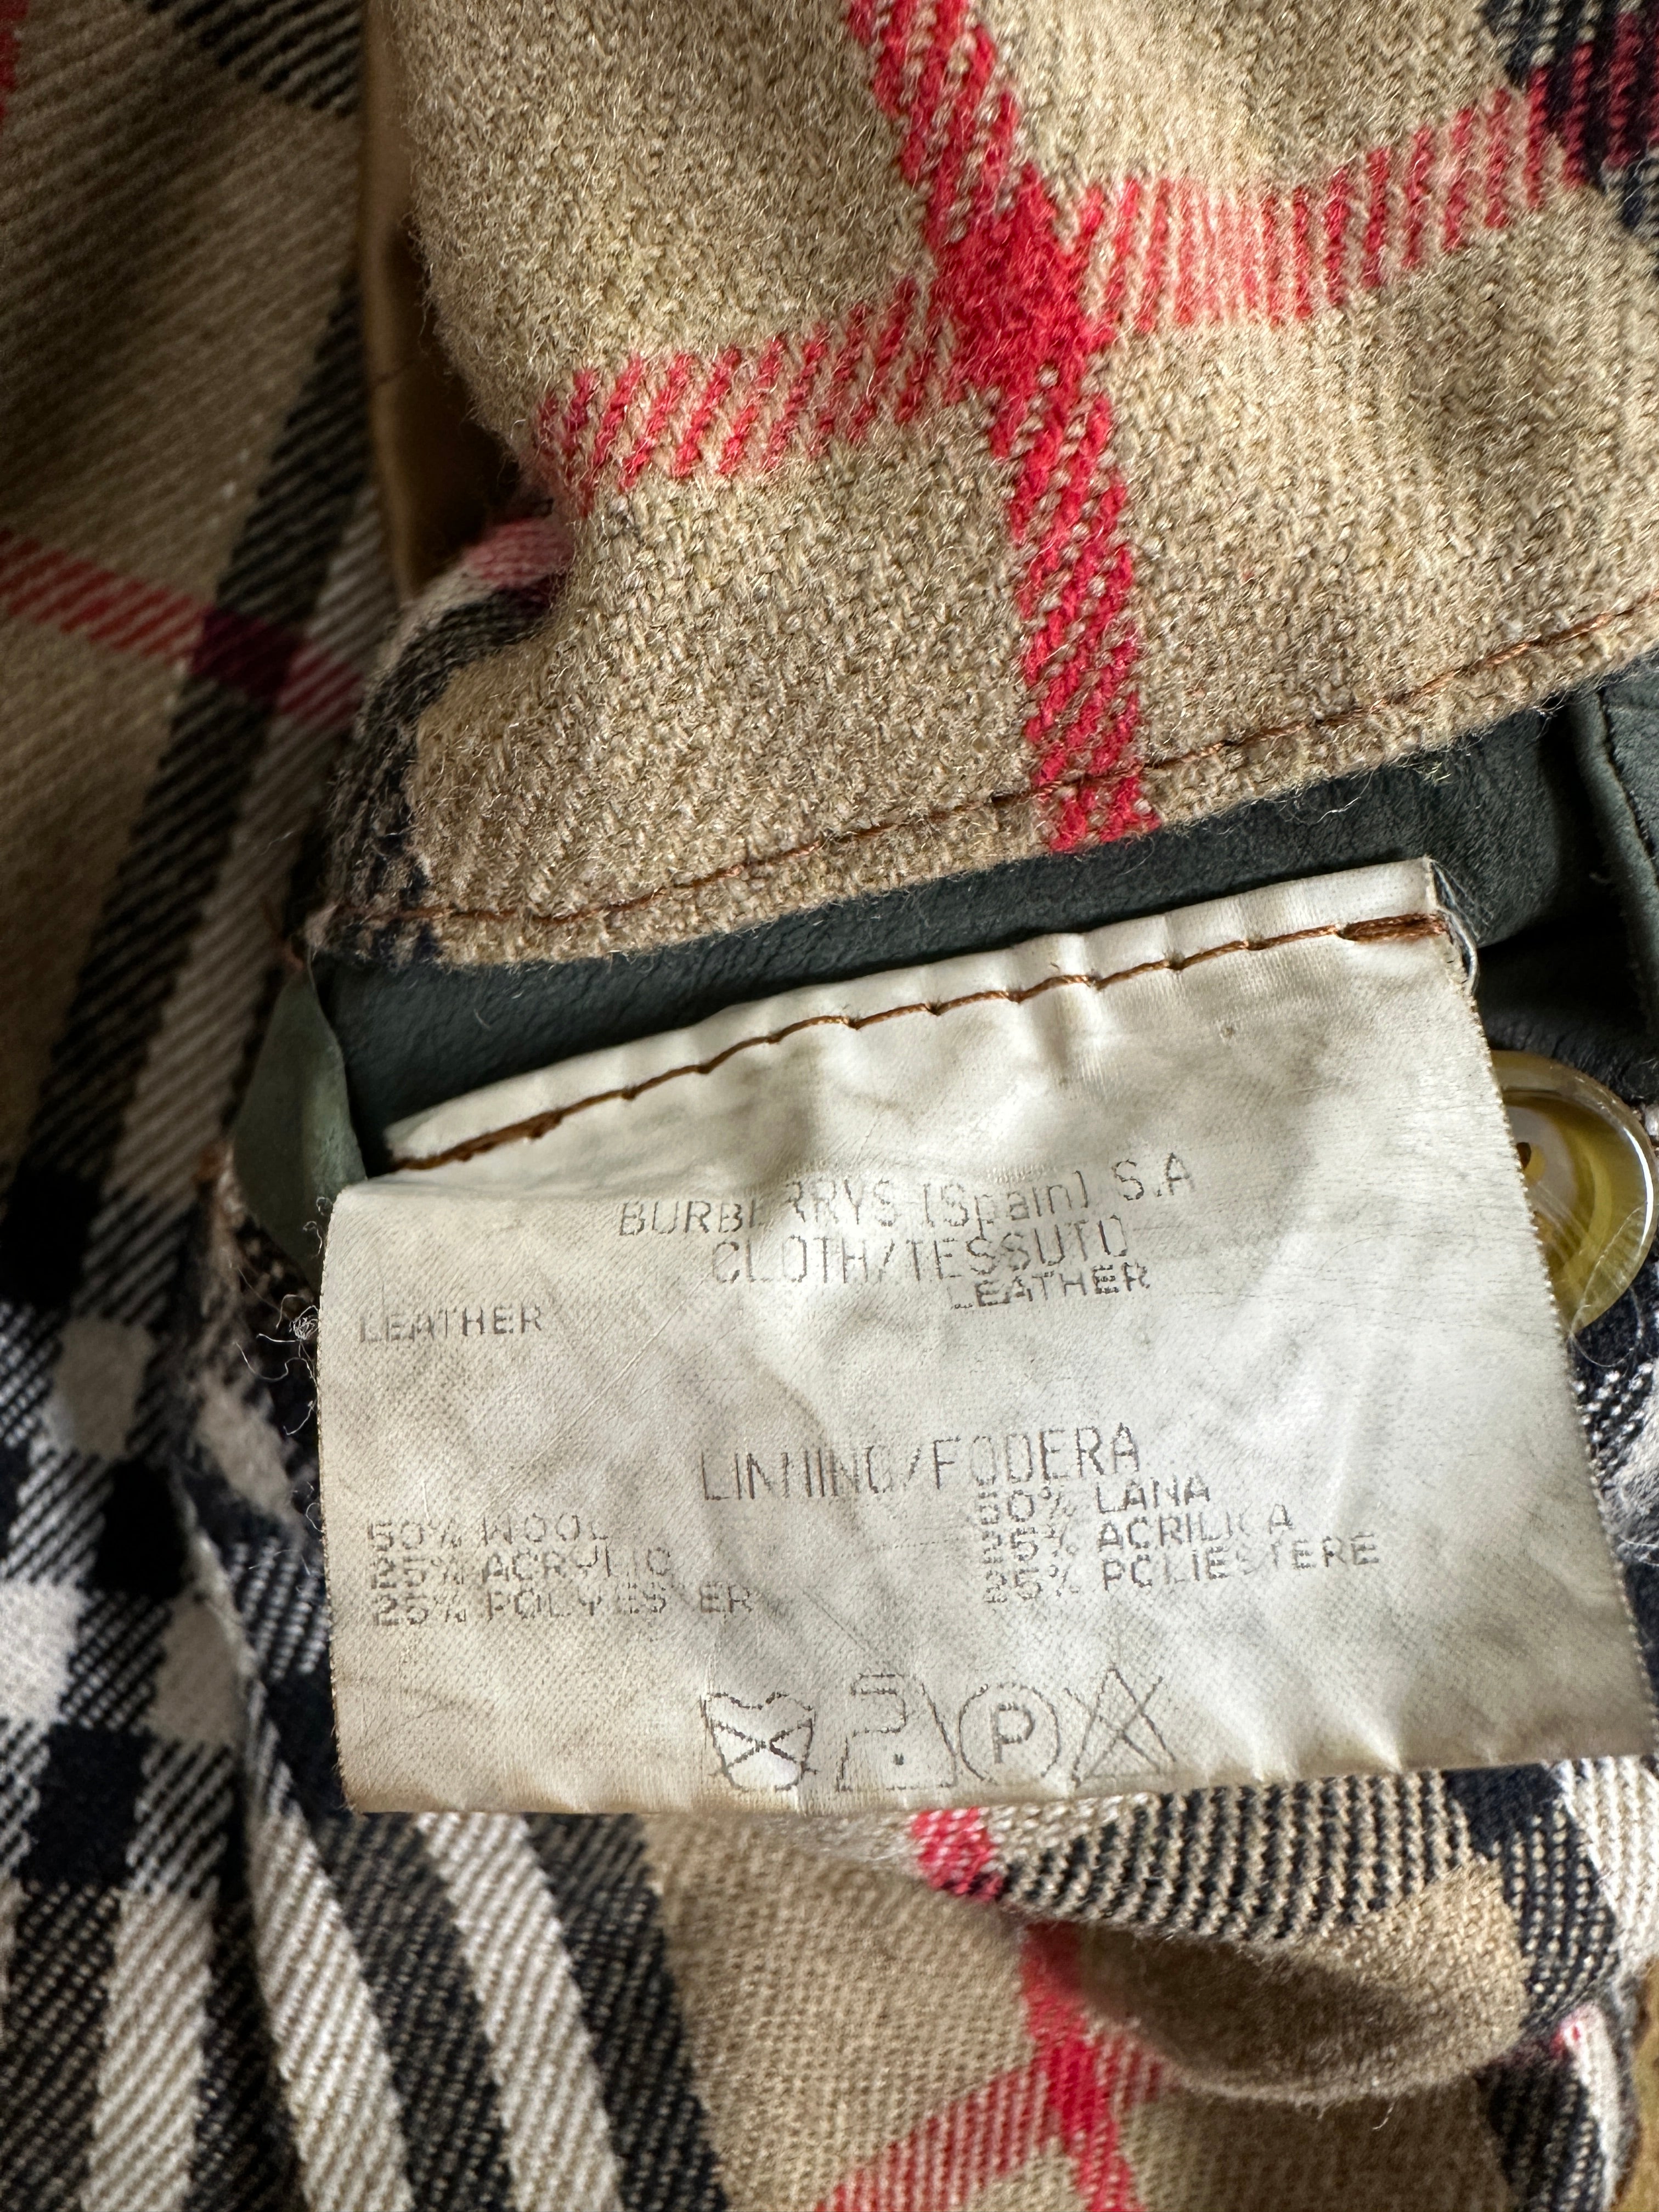 BURBERRYS (Spain) S.A
CLOTH/TESSUTO
LEATHER LEATHER
LINNING/FODERA
50% WOOL 50% LANA
25% ACRYLIC 25% ACRILICA
25% POLYESTER 25% POLIESTERE
P